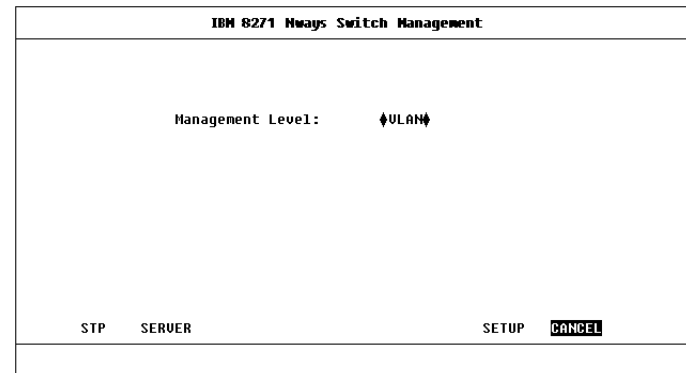 IBM 8271 Nways Switch Management
Management Level: ♦VLAN♦
STP SERVER SETUP CANCEL